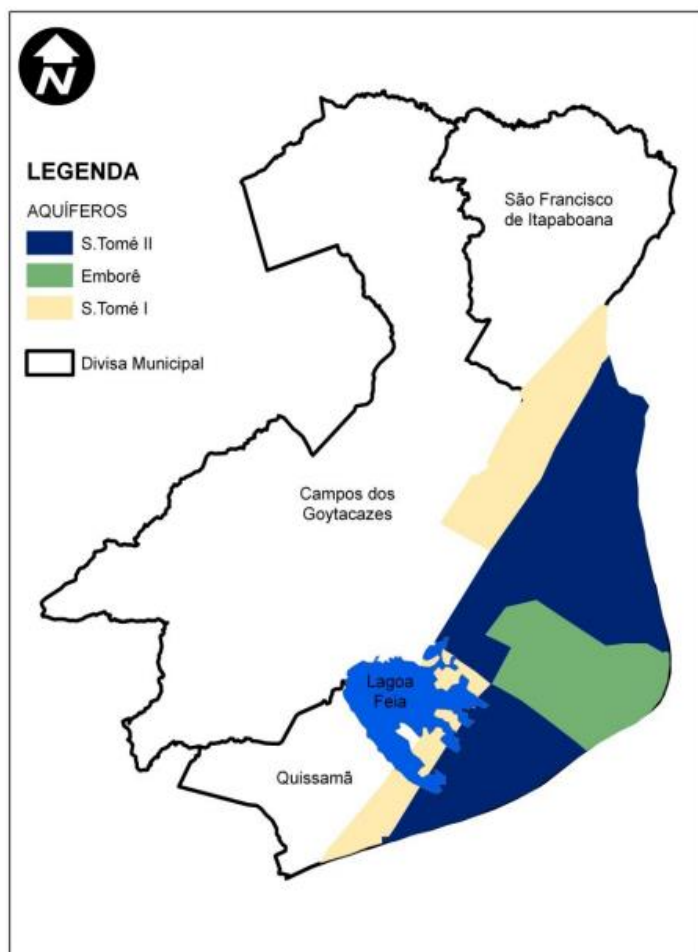 N
LEGENDA
AQUÍFEROS
S.Tomé II
Emborê
S.Tomé I
Divisa Municipal
São Francisco
de Itapaboana
Campos dos
Goytacazes
Lagoa
Feia
Quissamã